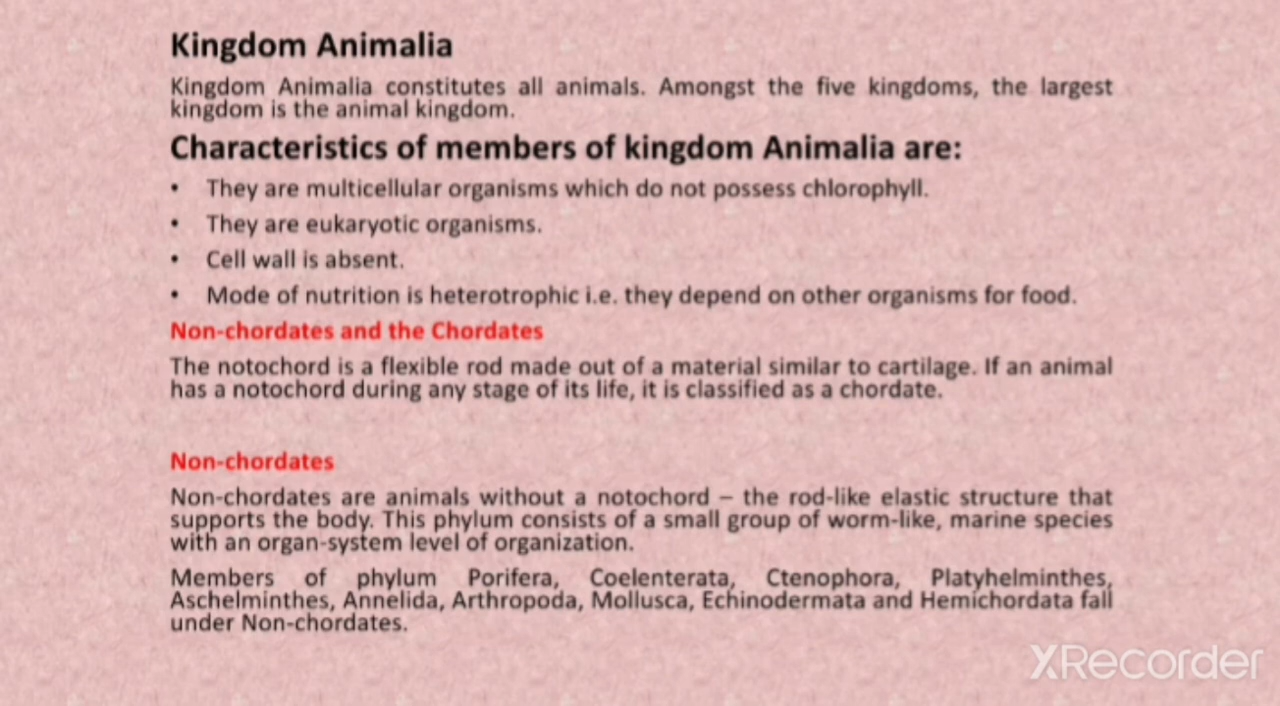 Kingdom Animalia
Kingdom Animalia constitutes all animals. Amongst the five kingdoms, the largest
kingdom is the animal kingdom.
Characteristics of members of kingdom Animalia are:
• They are multicellular organisms which do not possess chlorophyll.
• They are eukaryotic organisms.
• Cell wall is absent.
• Mode of nutrition is heterotrophic i.e. they depend on other organisms for food.
Non-chordates and the Chordates
The notochord is a flexible rod made out of a material similar to cartilage. If an animal
has a notochord during any stage of its life, it is classified as a chordate.
Non-chordates
Non-chordates are animals without a notochord – the rod-like elastic structure that
supports the body. This phylum consists of a small group of worm-like, marine species
with an organ-system level of organization.
Members of phylum Porifera, Coelenterata, Ctenophora, Platyhelminthes,
Aschelminthes, Annelida, Arthropoda, Mollusca, Echinodermata and Hemichordata fall
under Non-chordates.
XRecorder